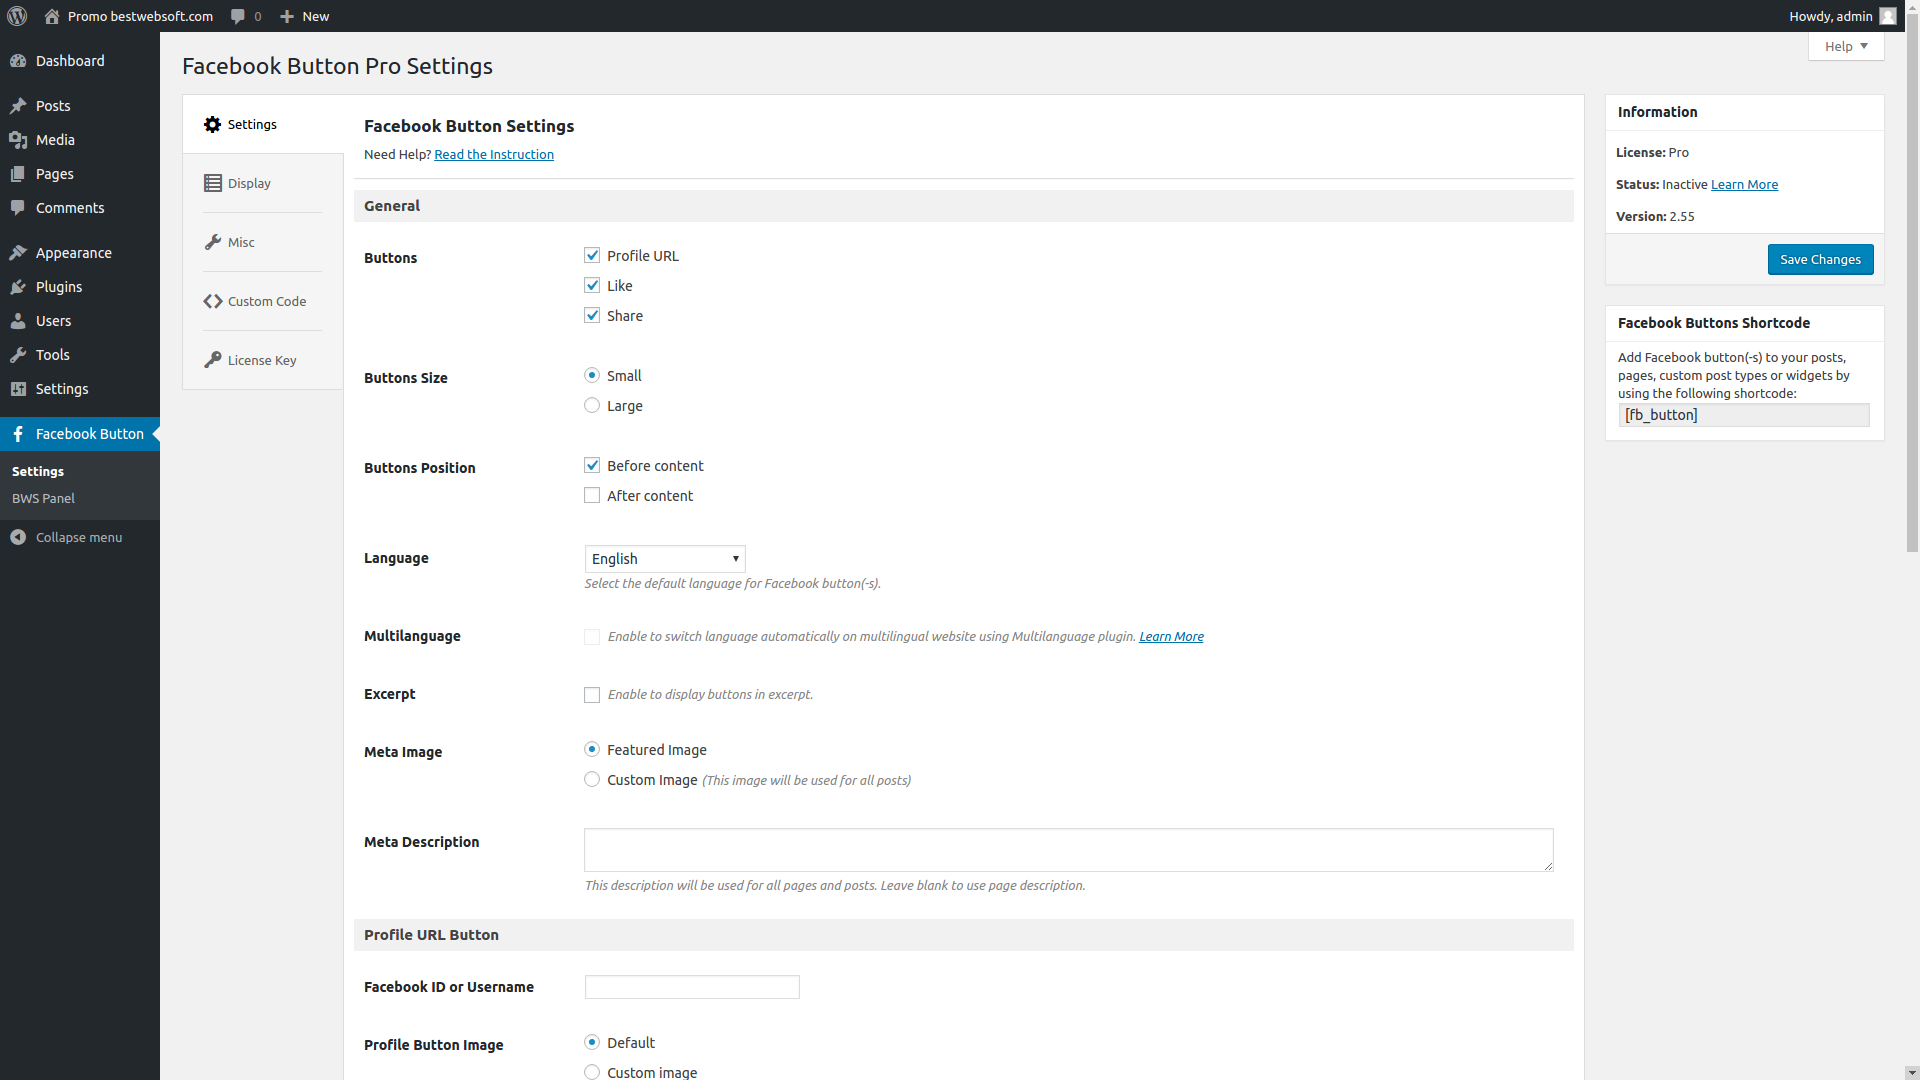 Promo bestwebsoft.com 0 New Howdy, admin
Help
Dashboard
Posts
Media
Pages
Comments
Appearance
Plugins
Users
Tools
Settings
Facebook Button
Settings
BWS Panel
Collapse menu
Facebook Button Pro Settings
Settings
Display
Misc
Custom Code
License Key
Facebook Button Settings
Need Help? Read the Instruction
General
Buttons
Profile URL
Like
Share
Buttons Size
Small
Large
Buttons Position
Before content
After content
Language
English
Select the default language for Facebook button(-s).
Multilanguage
Enable to switch language automatically on multilingual website using Multilanguage plugin. Learn More
Excerpt
Enable to display buttons in excerpt.
Meta Image
Featured Image
Custom Image (This image will be used for all posts)
Meta Description
This description will be used for all pages and posts. Leave blank to use page description.
Profile URL Button
Facebook ID or Username
Profile Button Image
Default
Custom image
Information
License: Pro
Status: Inactive Learn More
Version: 2.55
Save Changes
Facebook Buttons Shortcode
Add Facebook button(-s) to your posts,
pages, custom post types or widgets by
using the following shortcode:
[fb_button]